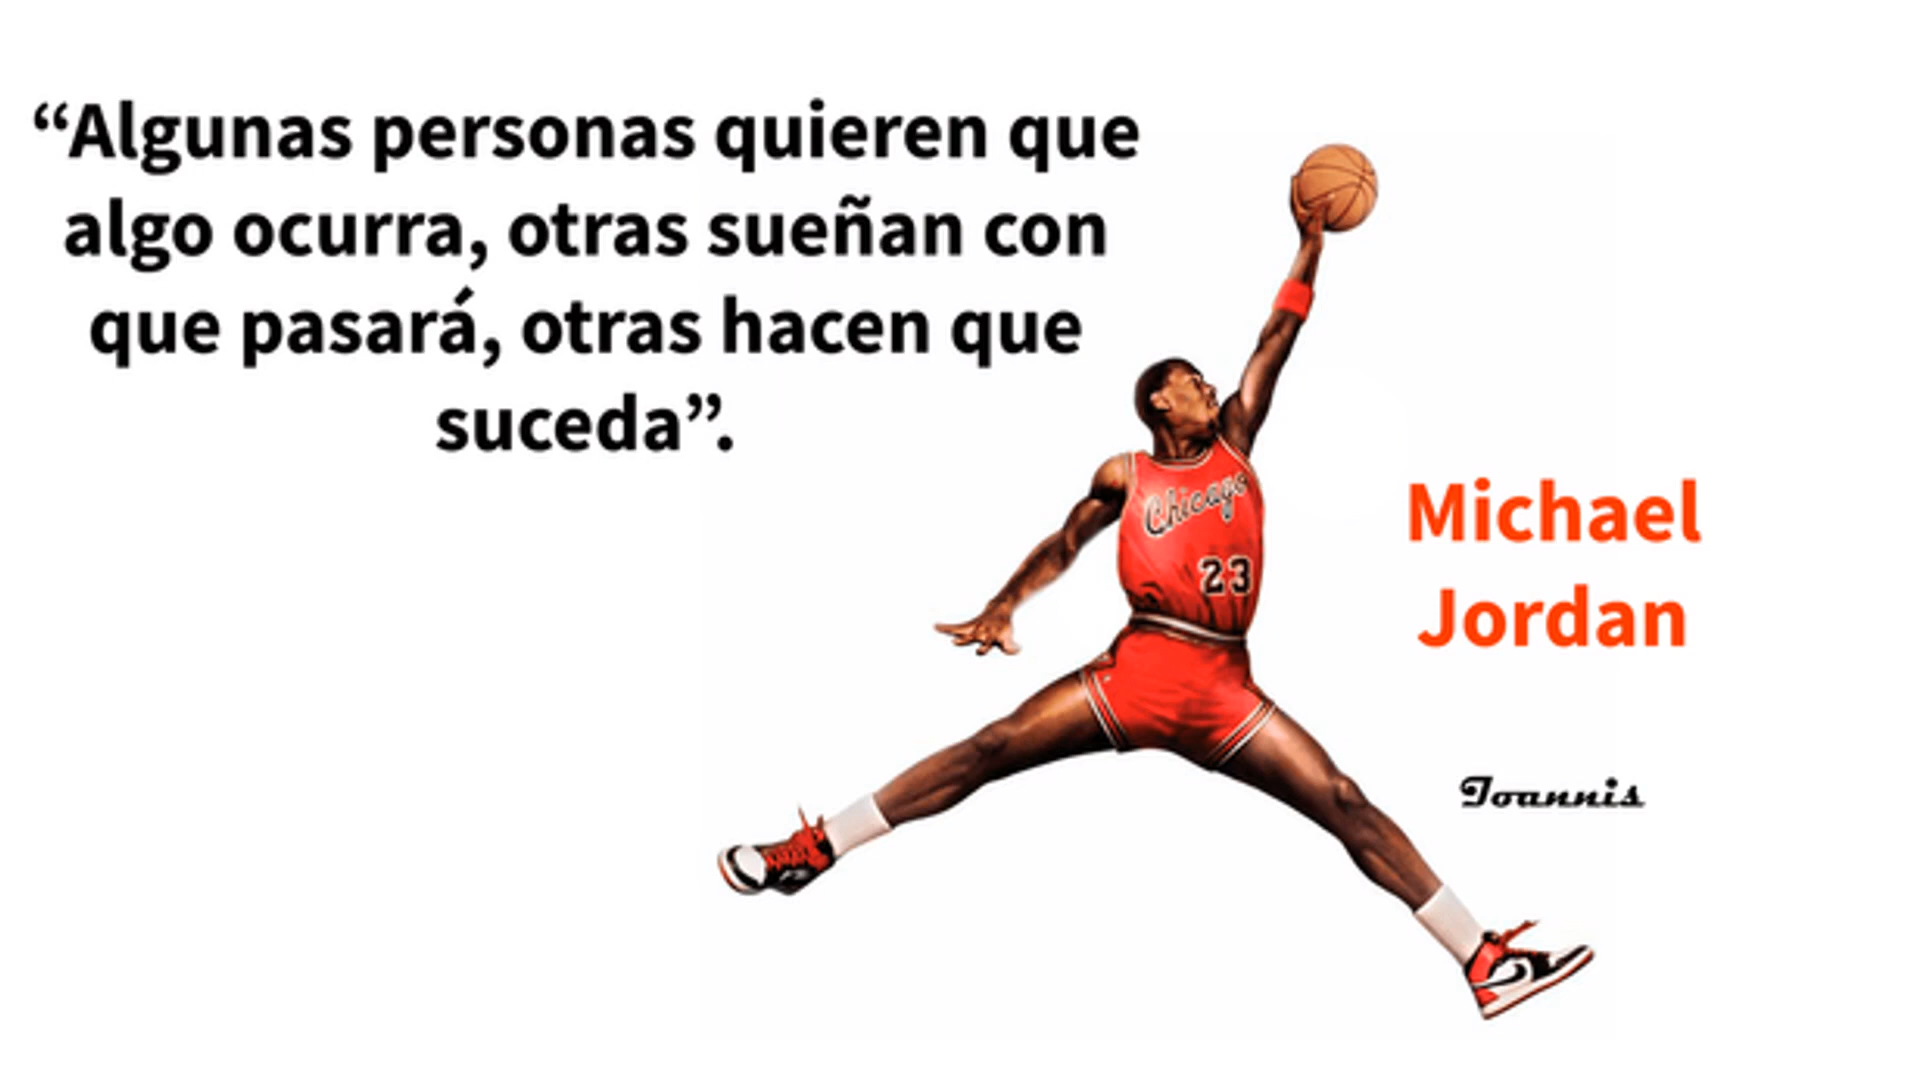 “Algunas personas quieren que
algo ocurra, otras sueñan con
que pasará, otras hacen que
suceda”.
Chicago
23
Michael
Jordan
Ioannis